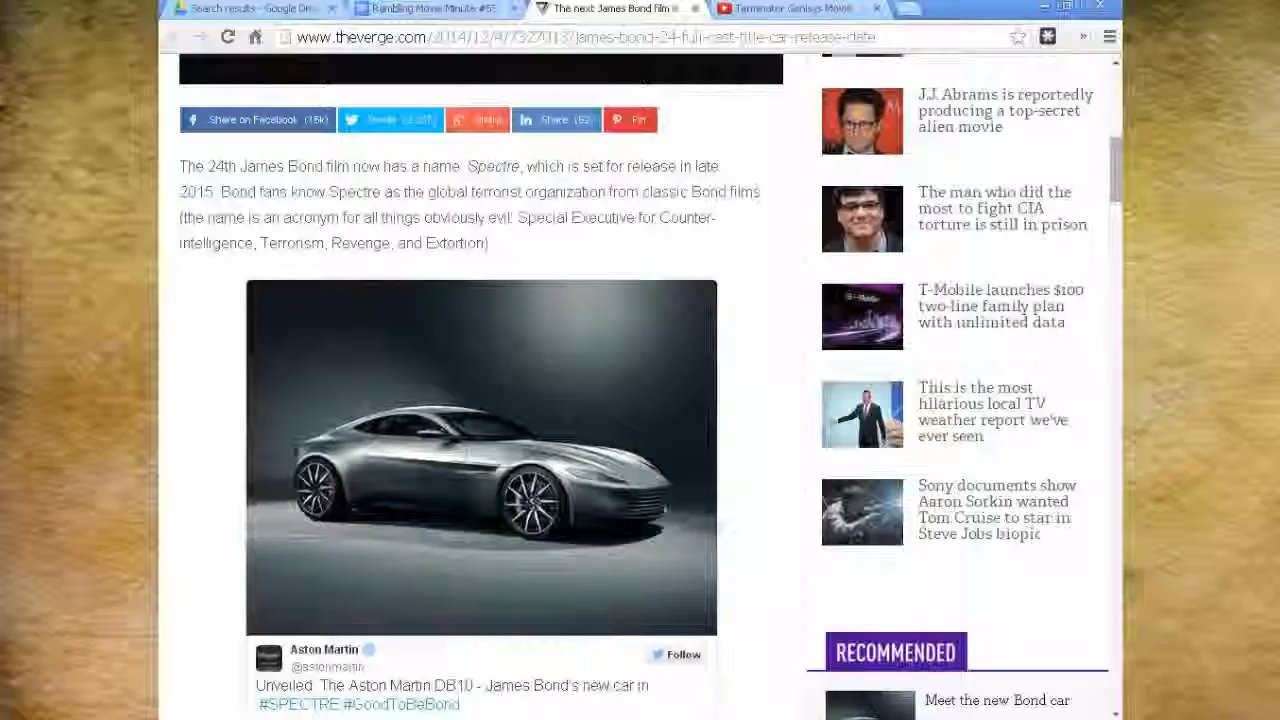 Search results - Google Dri
Rambling Movie Minute #65
The next James Bond film i
Terminator Genisys Movie
www.theverge.com/2014/12/4/7327013/james-bond-24-full-cast-title-car-release-date
Share on Facebook (15k)
Share (62)
Pin
The 24th James Bond film now has a name. Spectre, which is set for release in late
2015. Bond fans know Spectre as the global terrorist organization from classic Bond films
(the name is an acronym for all things obviously evil: Special Executive for Counter-
intelligence, Terrorism, Revenge, and Extortion)
Aston Martin
@astonmartin
Follow
Unveiled. The Aston Martin DB10 - James Bond's new car in
#SPECTRE #GoodToBeBond
J.J. Abrams is reportedly
producing a top-secret
alien movie
The man who did the
most to fight CIA
torture is still in prison
T-Mobile launches $100
two-line family plan
with unlimited data
This is the most
hilarious local TV
weather report we've
ever seen
Sony documents show
Aaron Sorkin wanted
Tom Cruise to star in
Steve Jobs biopic
RECOMMENDED
Meet the new Bond car